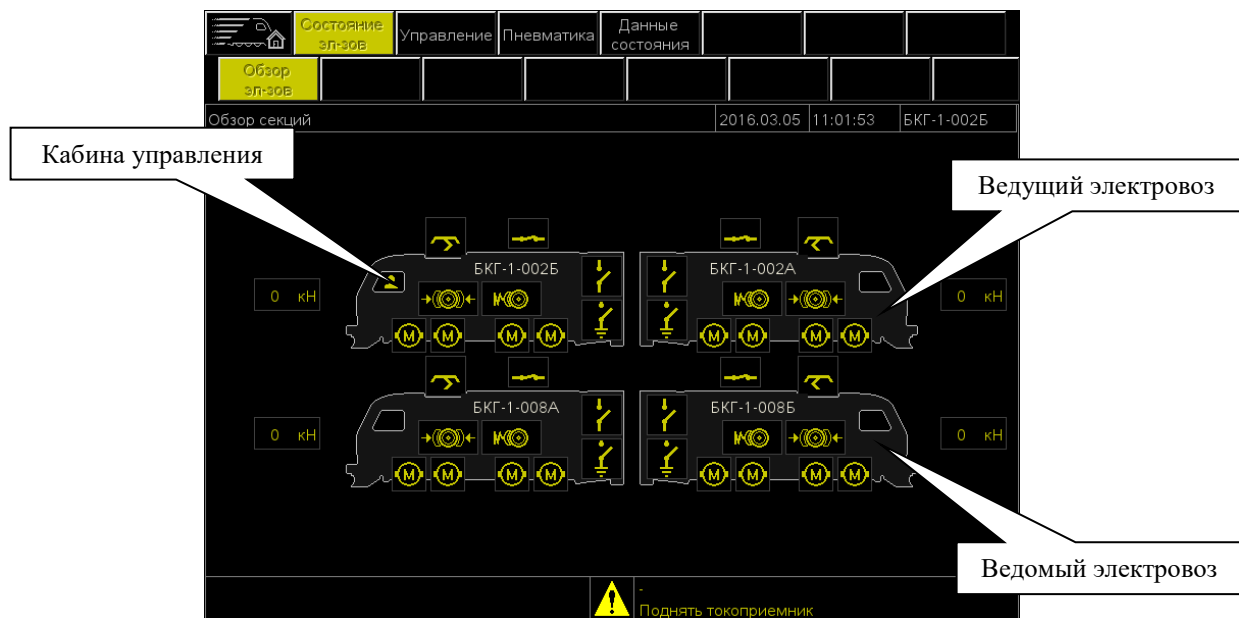 Состояние
эл-зов
Управление
Пневматика
Данные
состояния
Обзор
эл-зов
Обзор секций
2016.03.05
11:01:53
БКГ-1-002Б
Кабина управления
Ведущий электровоз
БКГ-1-002Б
БКГ-1-002А
0 кН
0 кН
М М М М
М М М М
БКГ-1-008А
БКГ-1-008Б
0 кН
0 кН
М М М М
М М М М
Ведомый электровоз
-
Поднять токоприемник